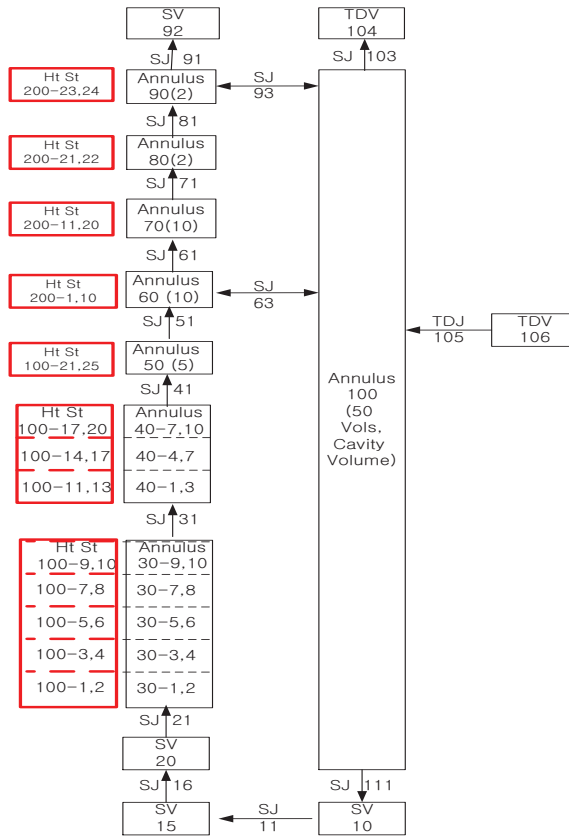 SV
92
TDV
104
SJ 91
SJ 103
Ht St
200-23,24
Annulus
90(2)
SJ
93
SJ 81
Ht St
200-21,22
Annulus
80(2)
SJ 71
Ht St
200-11,20
Annulus
70(10)
SJ 61
Ht St
200-1,10
Annulus
60 (10)
SJ
63
SJ 51
TDJ
105
TDV
106
Ht St
100-21,25
Annulus
50 (5)
SJ 41
Annulus
100
(50
Vols,
Cavity
Volume)
Ht St
100-17,20
Annulus
40-7,10
100-14,17
40-4,7
100-11,13
40-1,3
SJ 31
Ht St
100-9,10
Annulus
30-9,10
100-7,8
30-7,8
100-5,6
30-5,6
100-3,4
30-3,4
100-1,2
30-1,2
SJ 21
SV
20
SJ 16
SJ 111
SV
15
SJ
11
SV
10